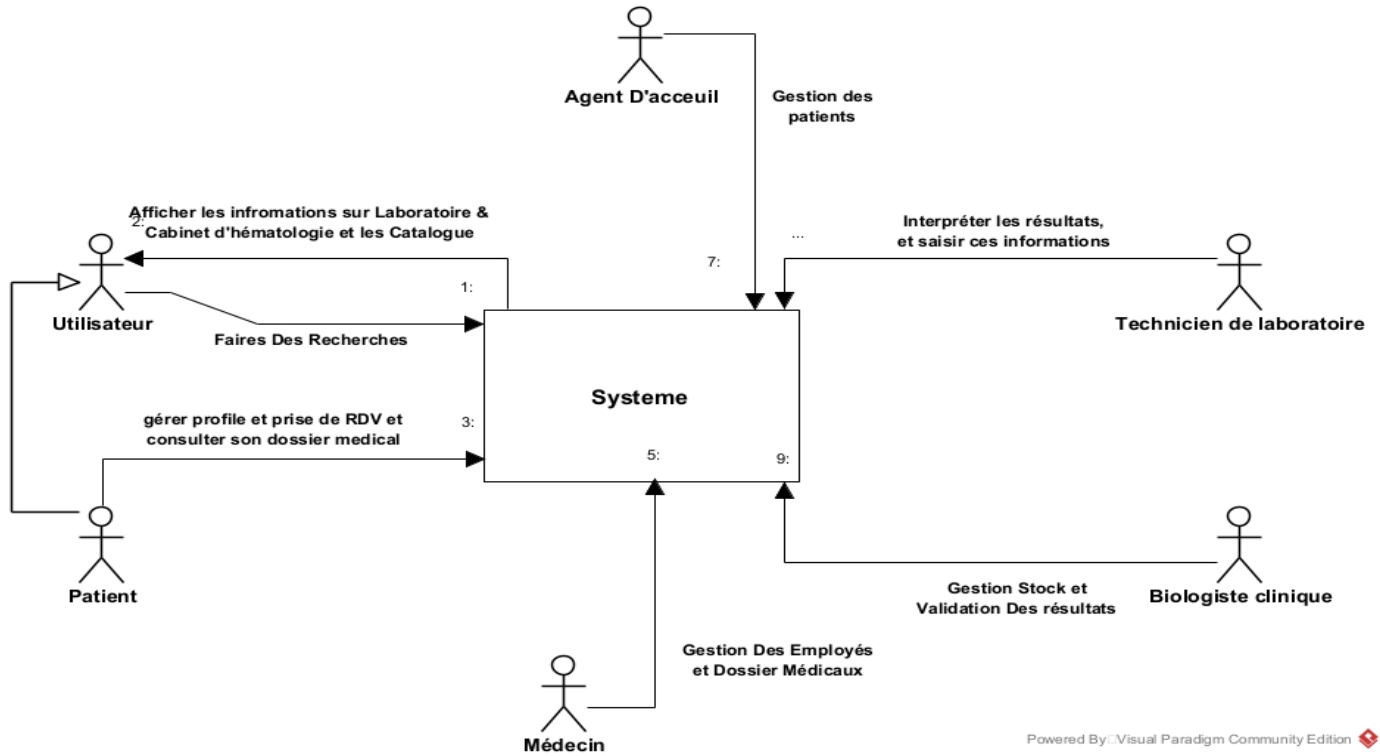 Agent D'acceuil
Gestion des
patients
Afficher les infromations sur Laboratoire &
2:
Cabinet d'hématologie et les Catalogue
Interpréter les résultats,
et saisir ces informations
...
7:
1:
Utilisateur
Faires Des Recherches
Technicien de laboratoire
Systeme
gérer profile et prise de RDV et
consulter son dossier medical
3:
5:
9:
Patient
Gestion Stock et
Validation Des résultats
Biologiste clinique
Gestion Des Employés
et Dossier Médicaux
Médecin
Powered By Visual Paradigm Community Edition